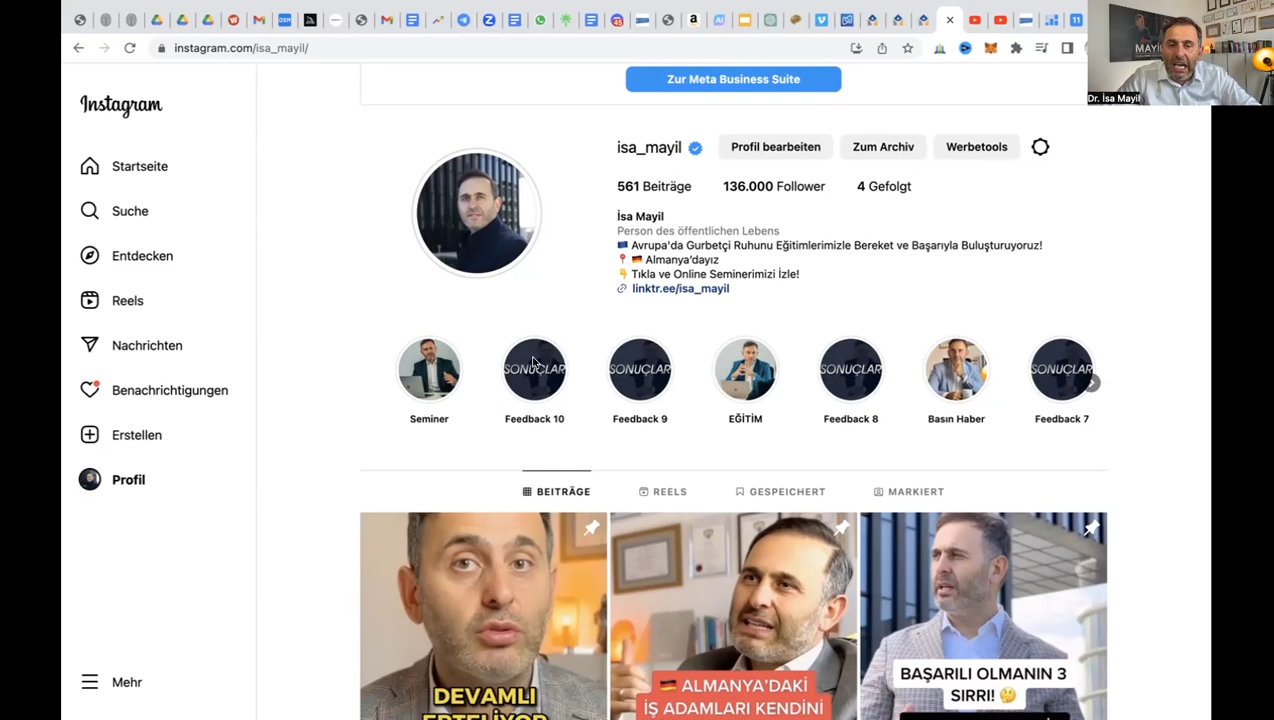 instagram.com/isa_mayil/
Dr. İsa Mayil
Instagram
Startseite
Suche
Entdecken
Reels
Nachrichten
Benachrichtigungen
Erstellen
Profil
Mehr
Zur Meta Business Suite
isa_mayil
Profil bearbeiten
Zum Archiv
Werbetools
561 Beiträge 136.000 Follower 4 Gefolgt
İsa Mayil
Person des öffentlichen Lebens
Avrupa'da Gurbetçi Ruhunu Eğitimlerimizle Bereket ve Başarıyla Buluşturuyoruz!
Almanya'dayız
Tıkla ve Online Seminerimizi İzle!
linktr.ee/isa_mayil
SONUÇLAR
SONUÇLAR
SONUÇLAR
SONUÇLAR
Seminer
Feedback 10
Feedback 9
EĞİTİM
Feedback 8
Basın Haber
Feedback 7
BEITRÄGE
REELS
GESPEICHERT
MARKIERT
DEVAMLI
ERTELİYOR
ALMANYA'DAKİ
İŞ ADAMLARI KENDİNİ
BAŞARILI OLMANIN 3
SIRRI!